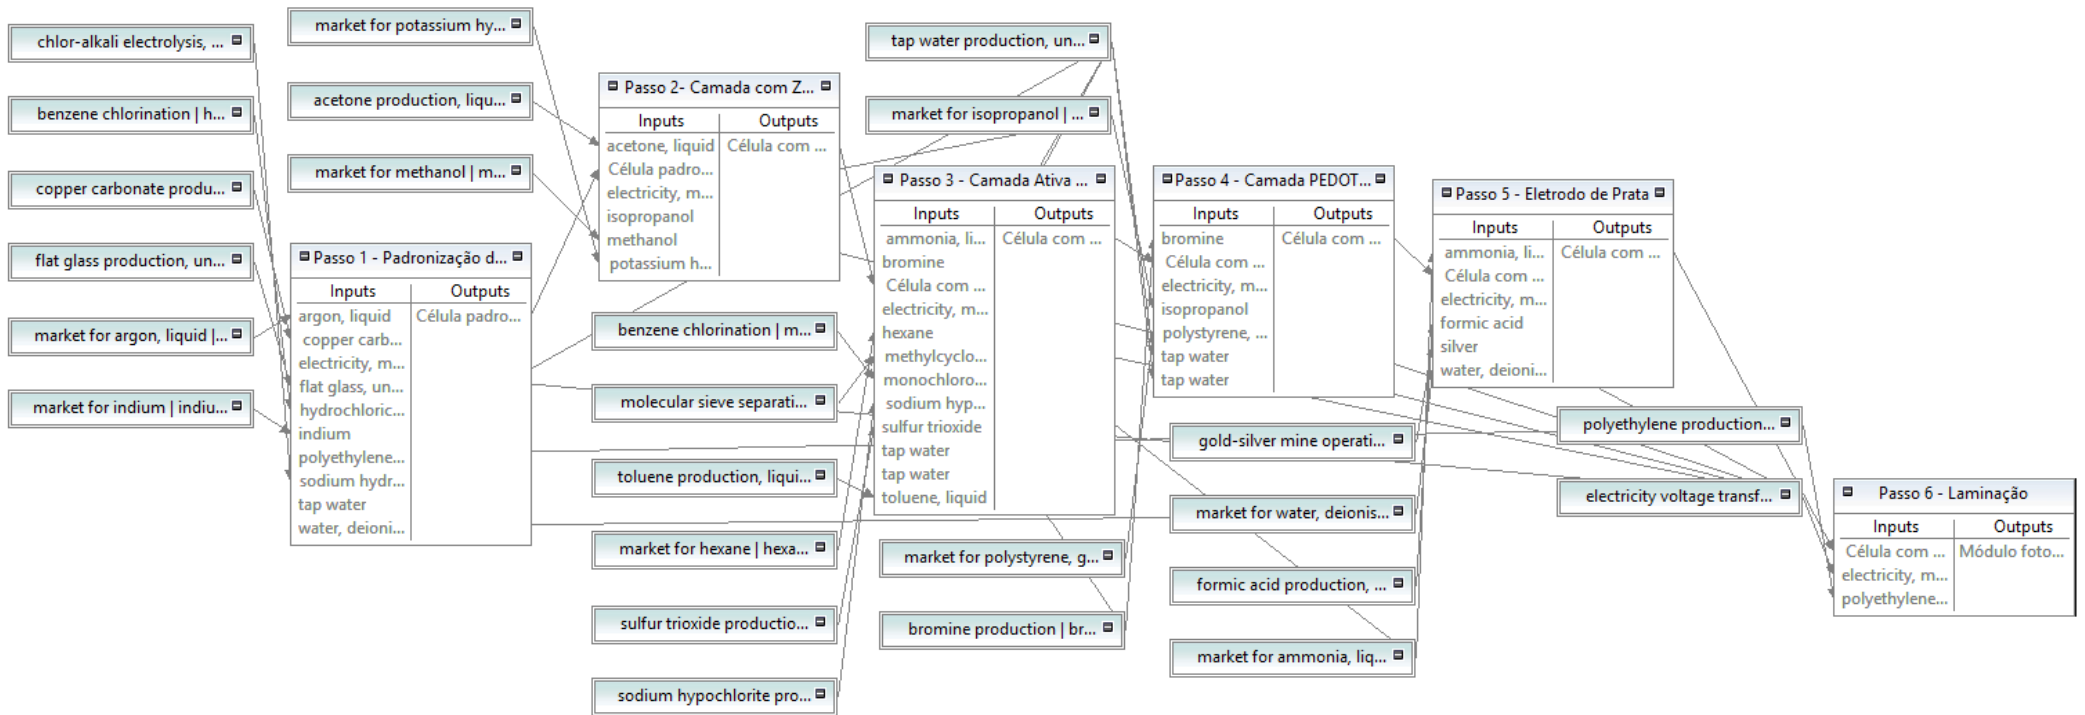 chlor-alkali electrolysis, ...
benzene chlorination | h...
copper carbonate produ...
flat glass production, un...
market for argon, liquid |...
market for indium | indiu...
market for potassium hy...
acetone production, liqu...
market for methanol | m...
Passo 1 - Padronização d...
Inputs Outputs
argon, liquid Célula padro...
copper carb...
electricity, m...
flat glass, un...
hydrochloric...
indium
polyethylene...
sodium hydr...
tap water
water, deioni...
Passo 2- Camada com Z...
Inputs Outputs
acetone, liquid Célula com ...
Célula padro...
electricity, m...
isopropanol
methanol
potassium h...
benzene chlorination | m...
molecular sieve separati...
toluene production, liqui...
market for hexane | hexa...
sulfur trioxide productio...
sodium hypochlorite pro...
tap water production, un...
market for isopropanol | ...
Passo 3 - Camada Ativa ...
Inputs Outputs
ammonia, li... Célula com ...
bromine
Célula com ...
electricity, m...
hexane
methylcyclo...
monochloro...
sodium hyp...
sulfur trioxide
tap water
tap water
toluene, liquid
market for polystyrene, g...
bromine production | br...
Passo 4 - Camada PEDOT...
Inputs Outputs
bromine Célula com ...
Célula com ...
electricity, m...
isopropanol
polystyrene, ...
tap water
tap water
gold-silver mine operati...
market for water, deionis...
formic acid production, ...
market for ammonia, liq...
Passo 5 - Eletrodo de Prata
Inputs Outputs
ammonia, li... Célula com ...
Célula com ...
electricity, m...
formic acid
silver
water, deioni...
polyethylene production...
electricity voltage transf...
Passo 6 - Laminação
Inputs Outputs
Célula com ... Módulo foto...
electricity, m...
polyethylene...